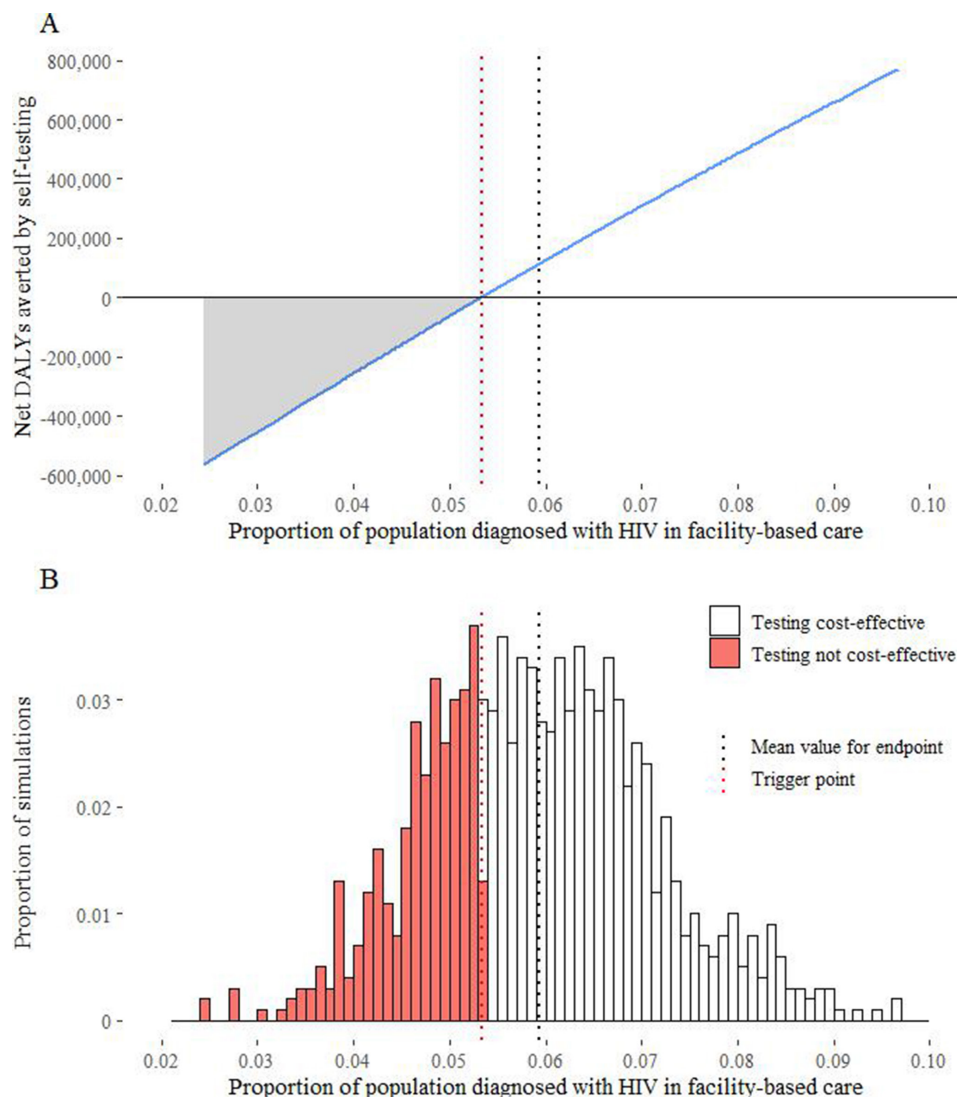 A
Net DALYs averted by self-testing
800,000
600,000
400,000
200,000
0
-200,000
-400,000
-600,000
0.02 0.03 0.04 0.05 0.06 0.07 0.08 0.09 0.10
Proportion of population diagnosed with HIV in facility-based care
B
Proportion of simulations
0.03
0.02
0.01
0
Testing cost-effective
Testing not cost-effective
Mean value for endpoint
Trigger point
0.02 0.03 0.04 0.05 0.06 0.07 0.08 0.09 0.10
Proportion of population diagnosed with HIV in facility-based care